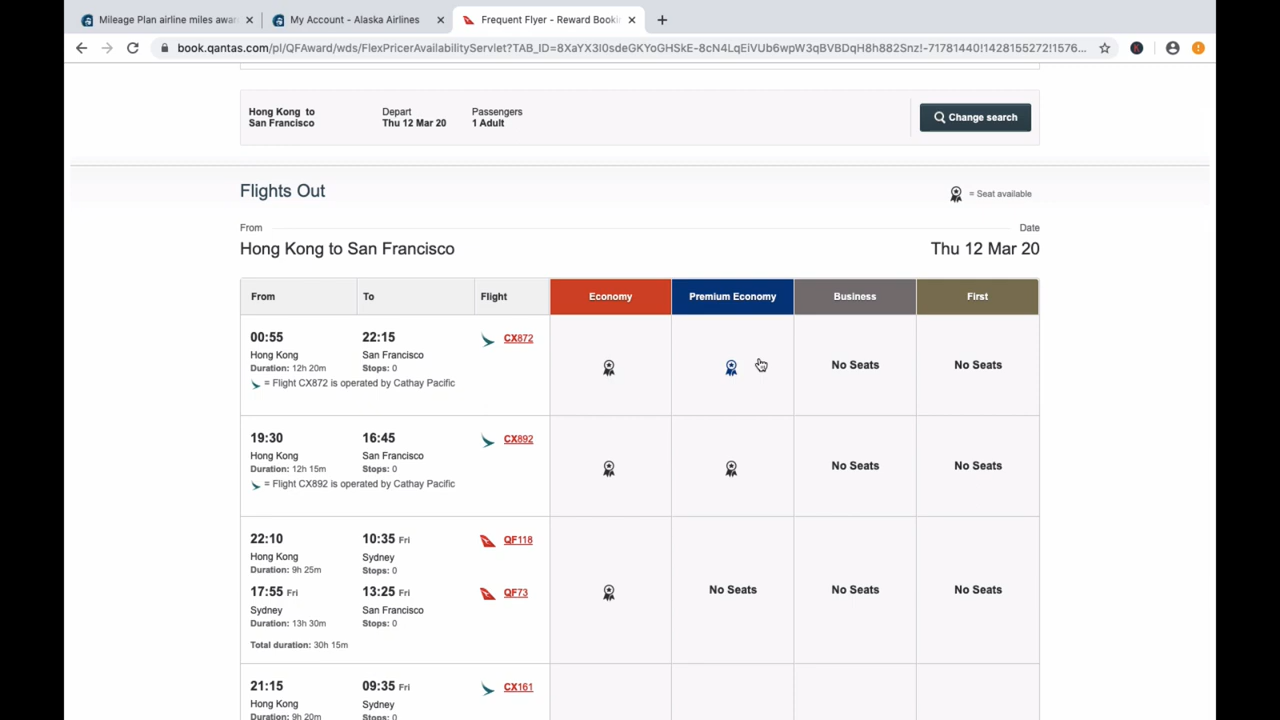 Mileage Plan airline miles awar
My Account - Alaska Airlines
Frequent Flyer - Reward Bookin
book.qantas.com/pl/QFAward/wds/FlexPricerAvailabilityServlet?TAB_ID=8XaYX3I0sdeGKYoGHSkE-8cN4LqEiVUb6wpW3qBVBDqH8h882Snz!-71781440!1428155272!1576...
Hong Kong to
San Francisco
Depart
Thu 12 Mar 20
Passengers
1 Adult
Change search
Flights Out
= Seat available
From
Date
Hong Kong to San Francisco
Thu 12 Mar 20
From
To
Flight
Economy
Premium Economy
Business
First
00:55
22:15
CX872
Hong Kong
San Francisco
Duration: 12h 20m
Stops: 0
= Flight CX872 is operated by Cathay Pacific
No Seats
No Seats
19:30
16:45
CX892
Hong Kong
San Francisco
Duration: 12h 15m
Stops: 0
= Flight CX892 is operated by Cathay Pacific
No Seats
No Seats
22:10
10:35 Fri
QF118
Hong Kong
Sydney
Duration: 9h 25m
Stops: 0
17:55 Fri
13:25 Fri
QF73
Sydney
San Francisco
Duration: 13h 30m
Stops: 0
Total duration: 30h 15m
No Seats
No Seats
No Seats
21:15
09:35 Fri
CX161
Hong Kong
Sydney
Duration: 9h 20m
Stops: 0